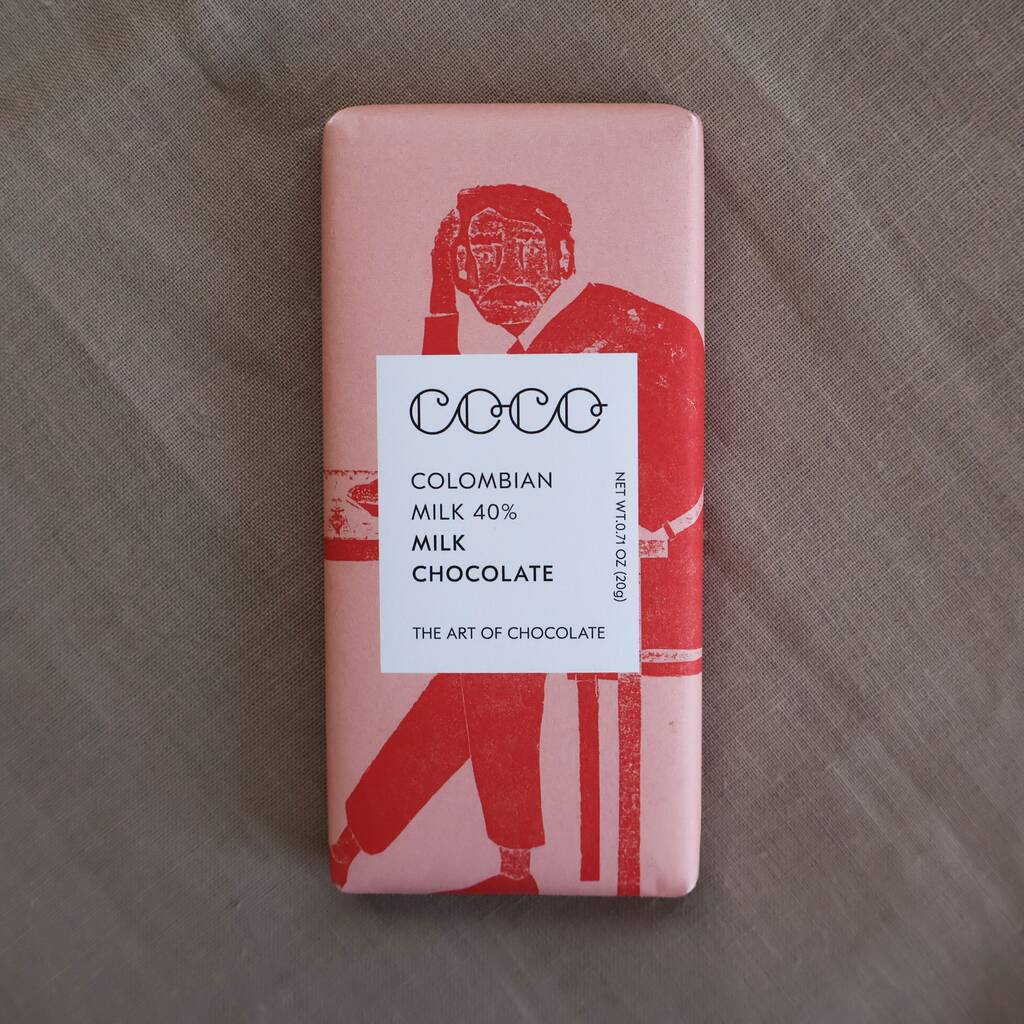 COCO
COLOMBIAN
MILK 40%
MILK
CHOCOLATE
THE ART OF CHOCOLATE
NET WT:0.71 OZ (20g)